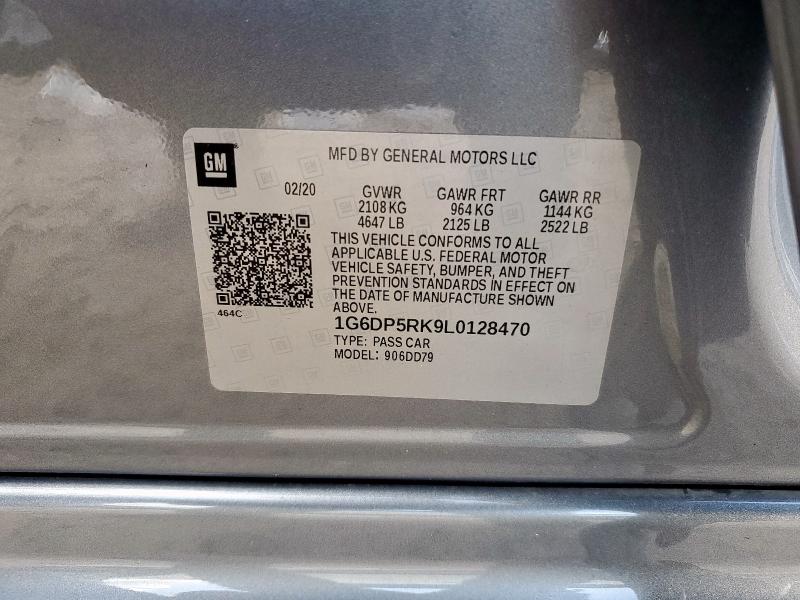 GM
MFD BY GENERAL MOTORS LLC
02/20 GVWR GAWR FRT GAWR RR
2108 KG 964 KG 1144 KG
4647 LB 2125 LB 2522 LB
THIS VEHICLE CONFORMS TO ALL
APPLICABLE U.S. FEDERAL MOTOR
VEHICLE SAFETY, BUMPER, AND THEFT
PREVENTION STANDARDS IN EFFECT ON
THE DATE OF MANUFACTURE SHOWN
ABOVE.
464C
1G6DP5RK9L0128470
TYPE: PASS CAR
MODEL: 906DD79